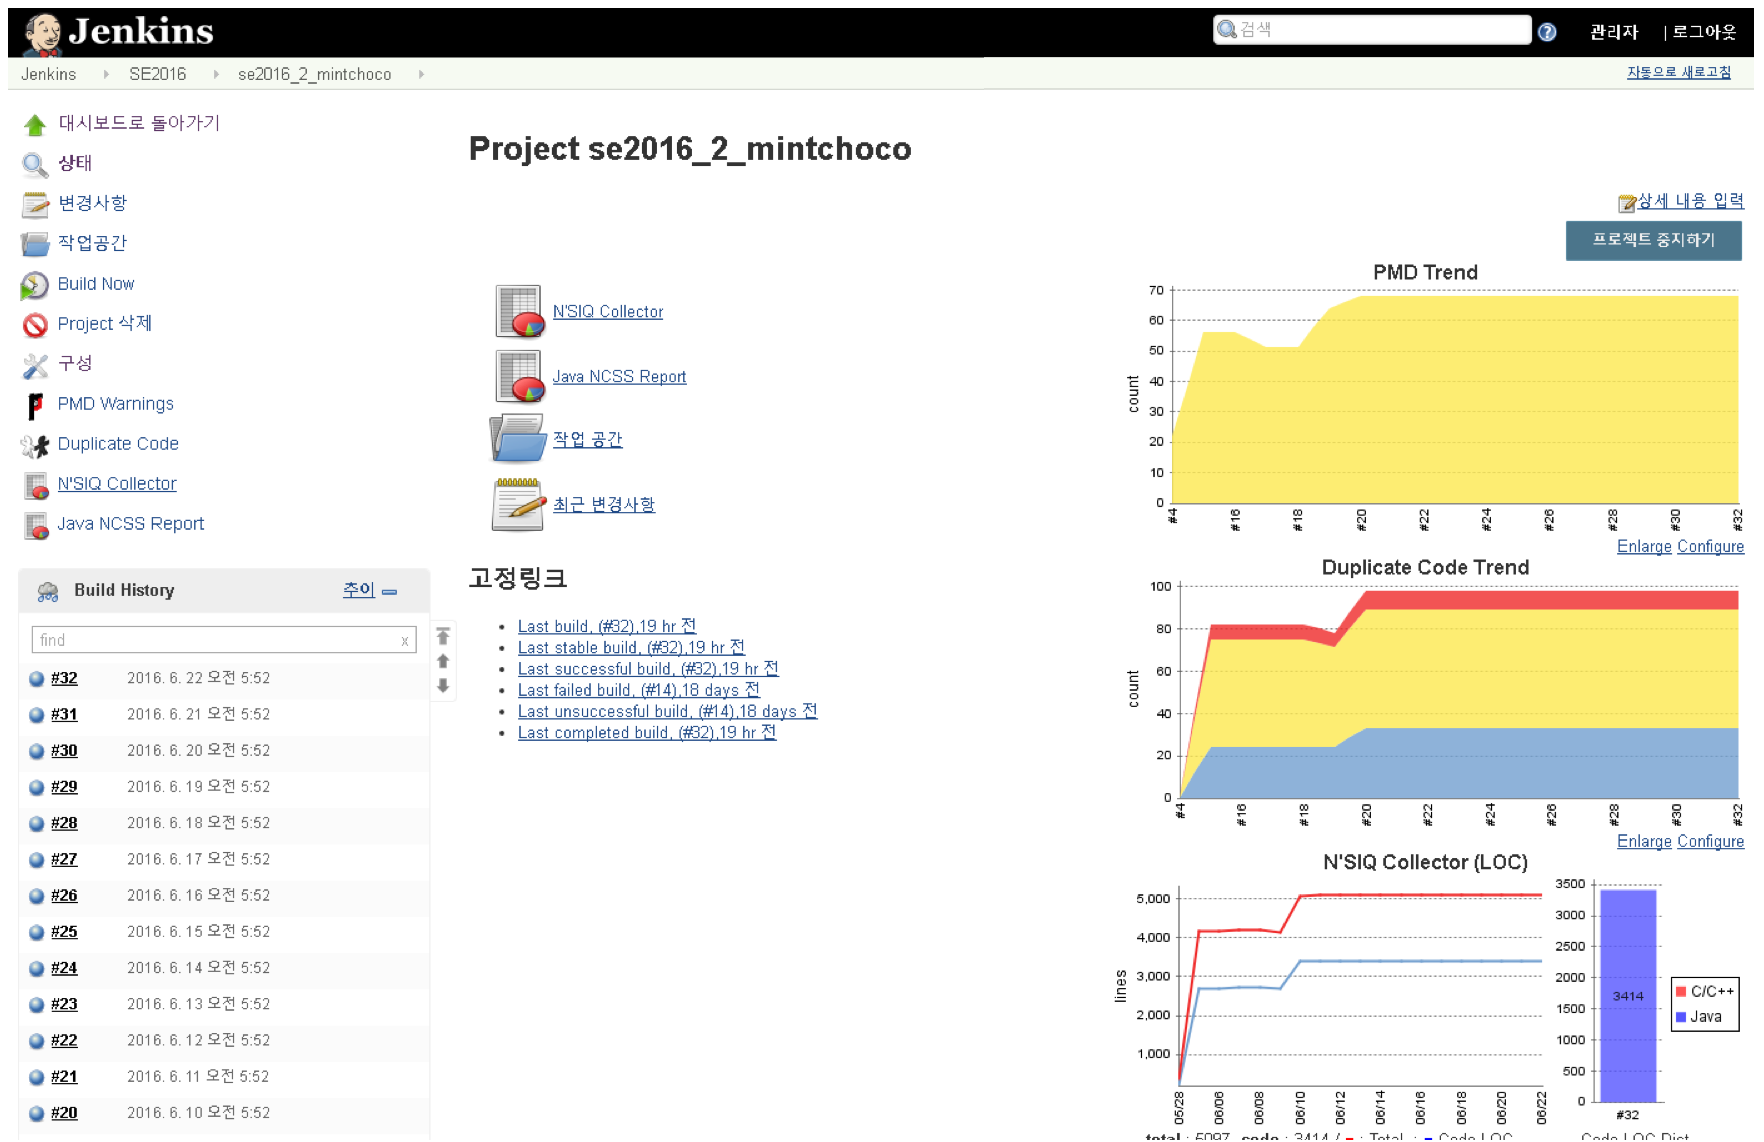 Jenkins
검색
관리자 | 로그아웃
Jenkins SE2016 se2016_2_mintchoco
자동으로 새로고침
대시보드로 돌아가기
상태
변경사항
작업공간
Build Now
Project 삭제
구성
PMD Warnings
Duplicate Code
N'SIQ Collector
Java NCSS Report
Build History 추이
find x
#32 2016. 6. 22 오전 5:52
#31 2016. 6. 21 오전 5:52
#30 2016. 6. 20 오전 5:52
#29 2016. 6. 19 오전 5:52
#28 2016. 6. 18 오전 5:52
#27 2016. 6. 17 오전 5:52
#26 2016. 6. 16 오전 5:52
#25 2016. 6. 15 오전 5:52
#24 2016. 6. 14 오전 5:52
#23 2016. 6. 13 오전 5:52
#22 2016. 6. 12 오전 5:52
#21 2016. 6. 11 오전 5:52
#20 2016. 6. 10 오전 5:52
Project se2016_2_mintchoco
상세 내용 입력
프로젝트 중지하기
N'SIQ Collector
Java NCSS Report
작업 공간
최근 변경사항
고정링크
Last build, (#32),19 hr 전
Last stable build, (#32),19 hr 전
Last successful build, (#32),19 hr 전
Last failed build, (#14),18 days 전
Last unsuccessful build, (#14),18 days 전
Last completed build, (#32),19 hr 전
PMD Trend
count
70
60
50
40
30
20
10
0
#4 #16 #18 #20 #22 #24 #26 #28 #30 #32
Enlarge Configure
Duplicate Code Trend
count
100
80
60
40
20
0
#4 #16 #18 #20 #22 #24 #26 #28 #30 #32
Enlarge Configure
N'SIQ Collector (LOC)
lines
5,000
4,000
3,000
2,000
1,000
05/28 06/06 06/08 06/10 06/12 06/14 06/16 06/18 06/20 06/22
total : 5097 code : 3414 / : Total, : Code LOC
3500
3000
2500
2000
1500
1000
500
0
3414
#32
C/C++
Java
Code LOC Dist